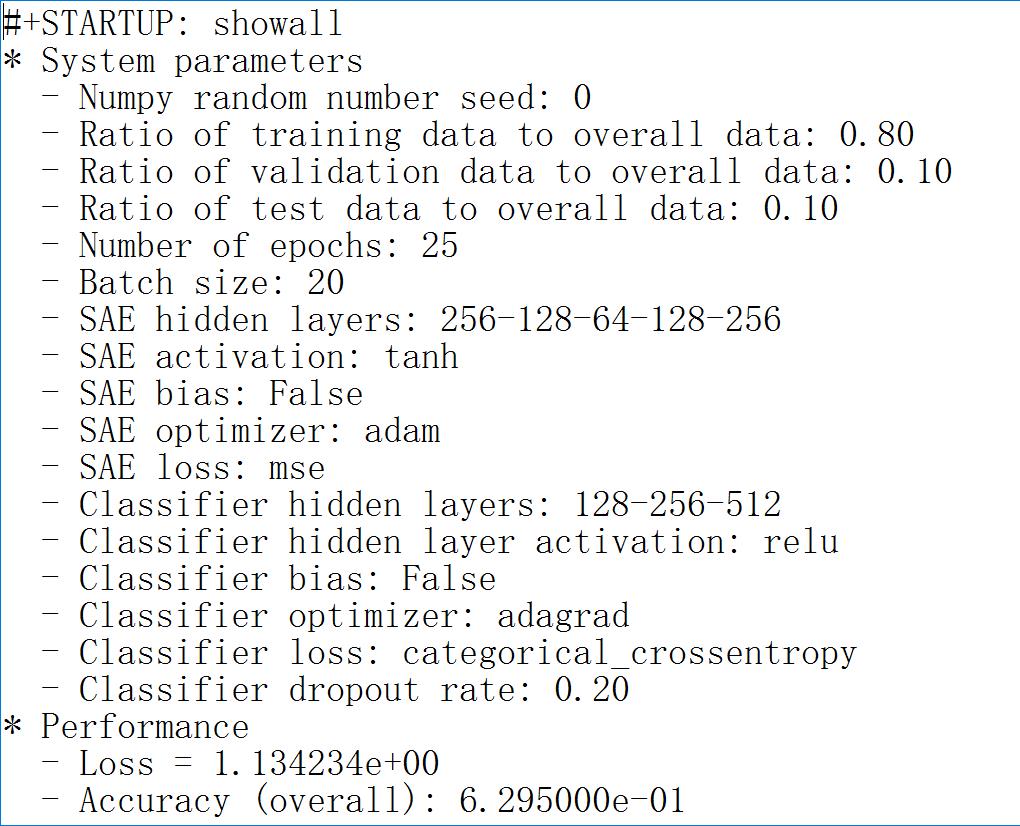 #+STARTUP: showall
* System parameters
- Numpy random number seed: 0
- Ratio of training data to overall data: 0.80
- Ratio of validation data to overall data: 0.10
- Ratio of test data to overall data: 0.10
- Number of epochs: 25
- Batch size: 20
- SAE hidden layers: 256-128-64-128-256
- SAE activation: tanh
- SAE bias: False
- SAE optimizer: adam
- SAE loss: mse
- Classifier hidden layers: 128-256-512
- Classifier hidden layer activation: relu
- Classifier bias: False
- Classifier optimizer: adagrad
- Classifier loss: categorical_crossentropy
- Classifier dropout rate: 0.20
* Performance
- Loss = 1.134234e+00
- Accuracy (overall): 6.295000e-01